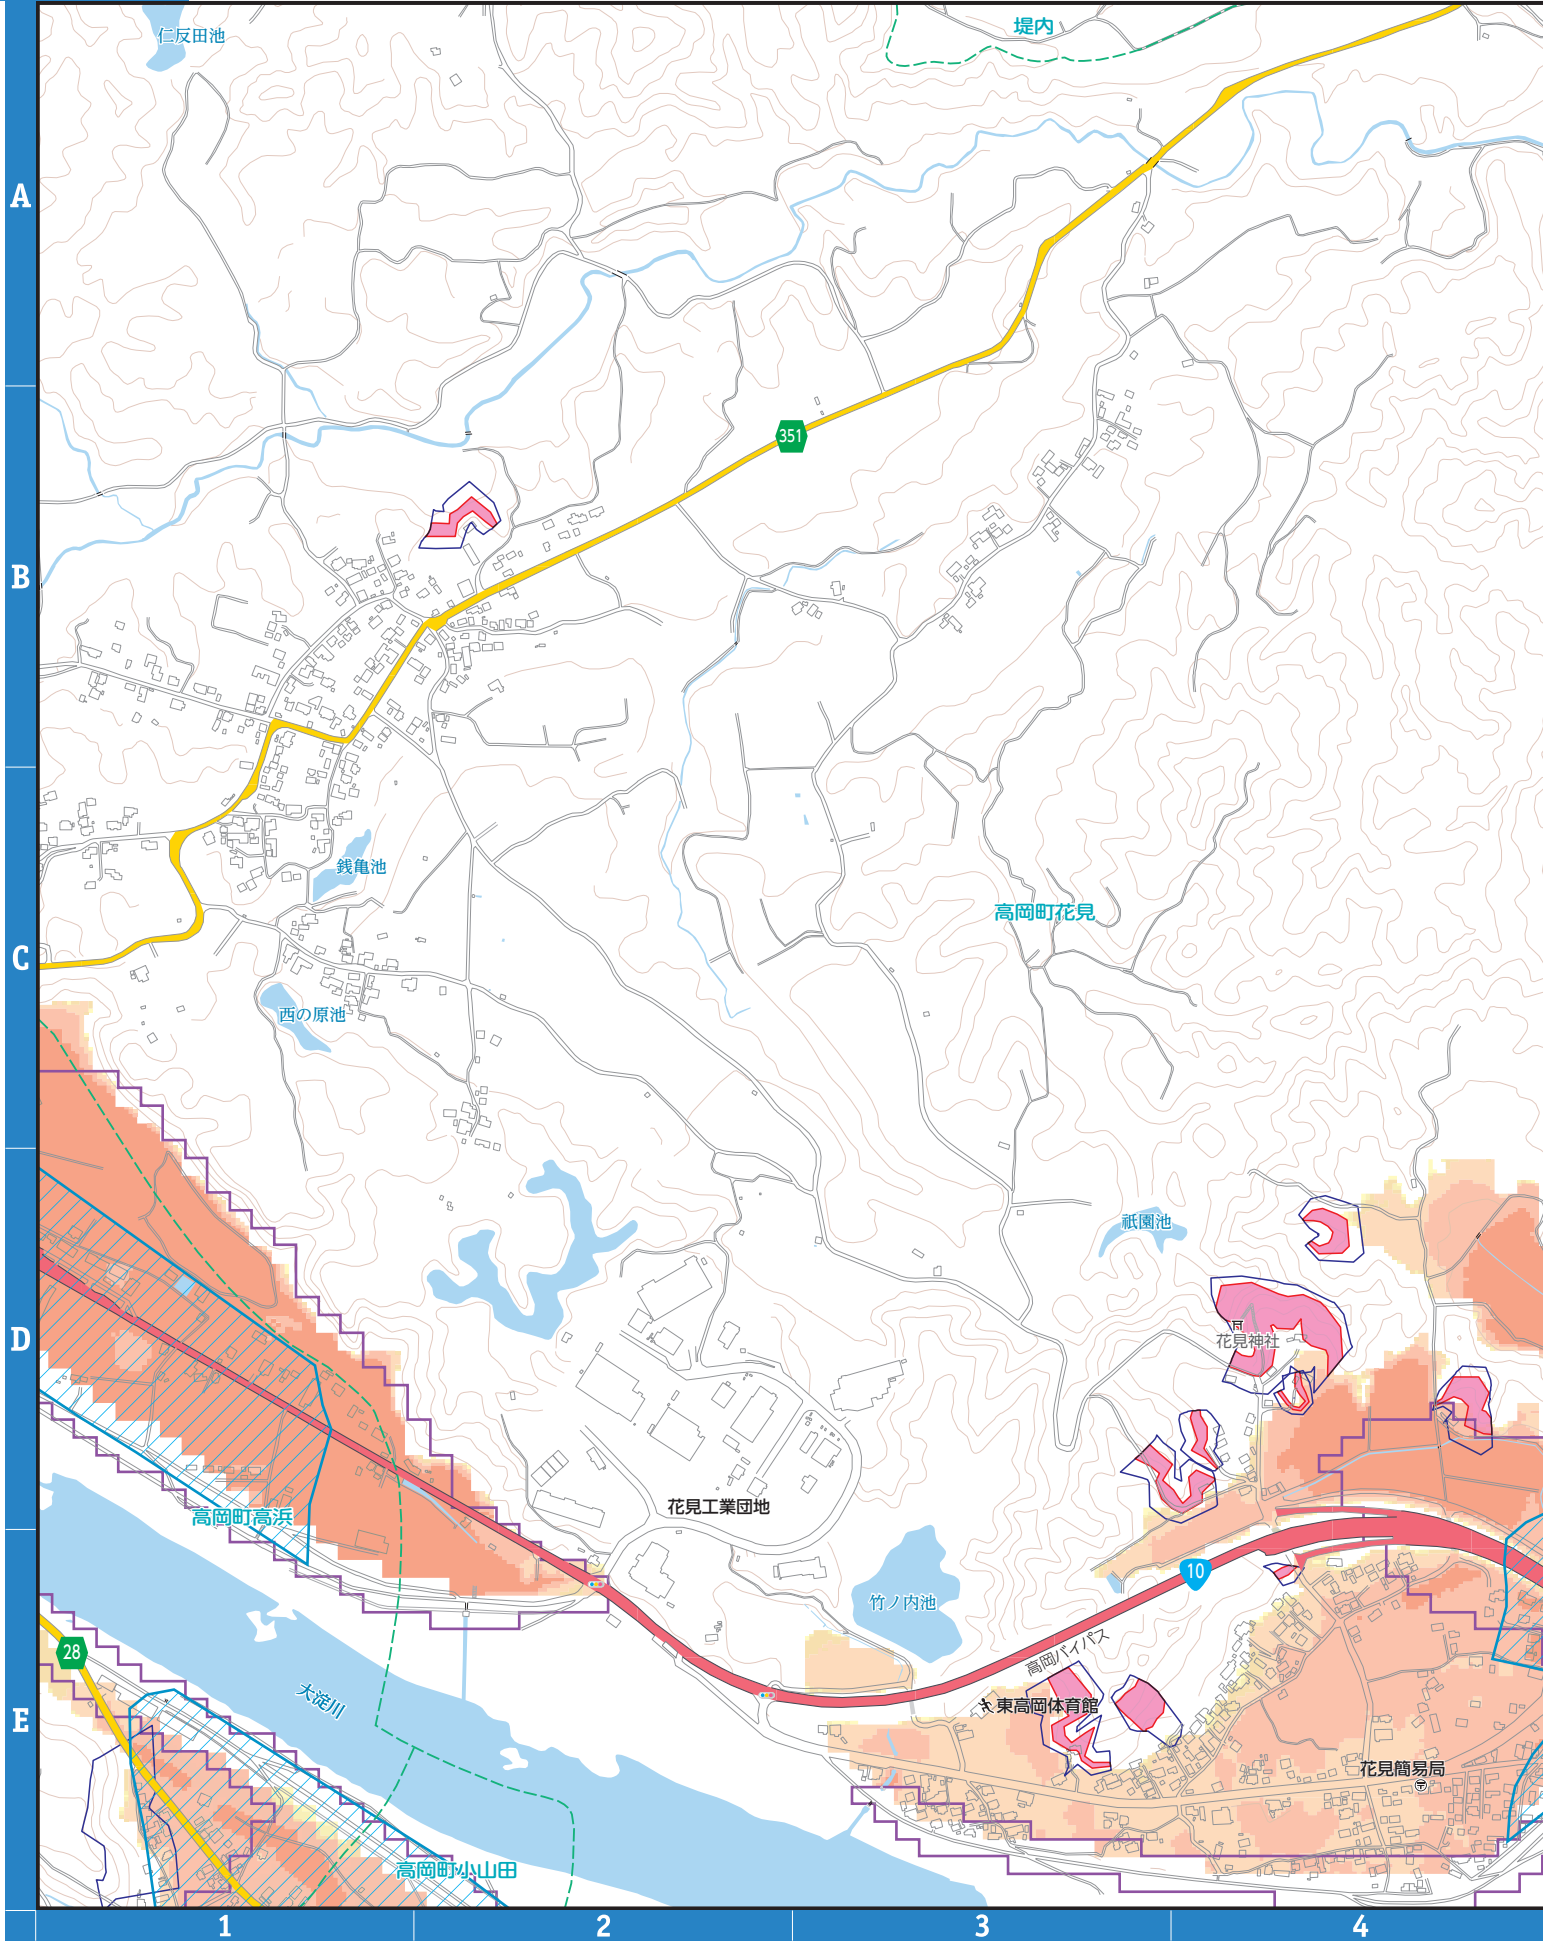 仁反田池
堤内
A
351
B
銭亀池
高岡町花見
C
西の原池
祇園池
花見神社
D
花見工業団地
高岡町高浜
10
竹ノ内池
高岡バイパス
28
大淀川
東高岡体育館
E
花見簡易局
高岡町小山田
1
2
3
4